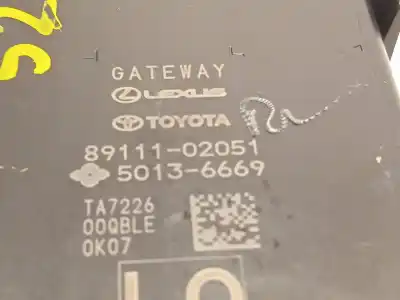 GATEWAY
LEXUS
TOYOTA
89111-02051
5013-6669
TA7226
00QBLE
0K07